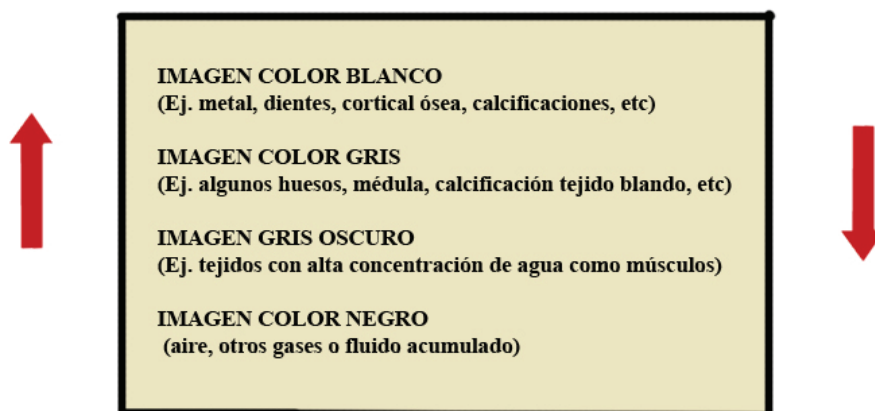 IMAGEN COLOR BLANCO
(Ej. metal, dientes, cortical ósea, calcificaciones, etc)
IMAGEN COLOR GRIS
(Ej. algunos huesos, médula, calcificación tejido blando, etc)
IMAGEN GRIS OSCURO
(Ej. tejidos con alta concentración de agua como músculos)
IMAGEN COLOR NEGRO
(aire, otros gases o fluido acumulado)